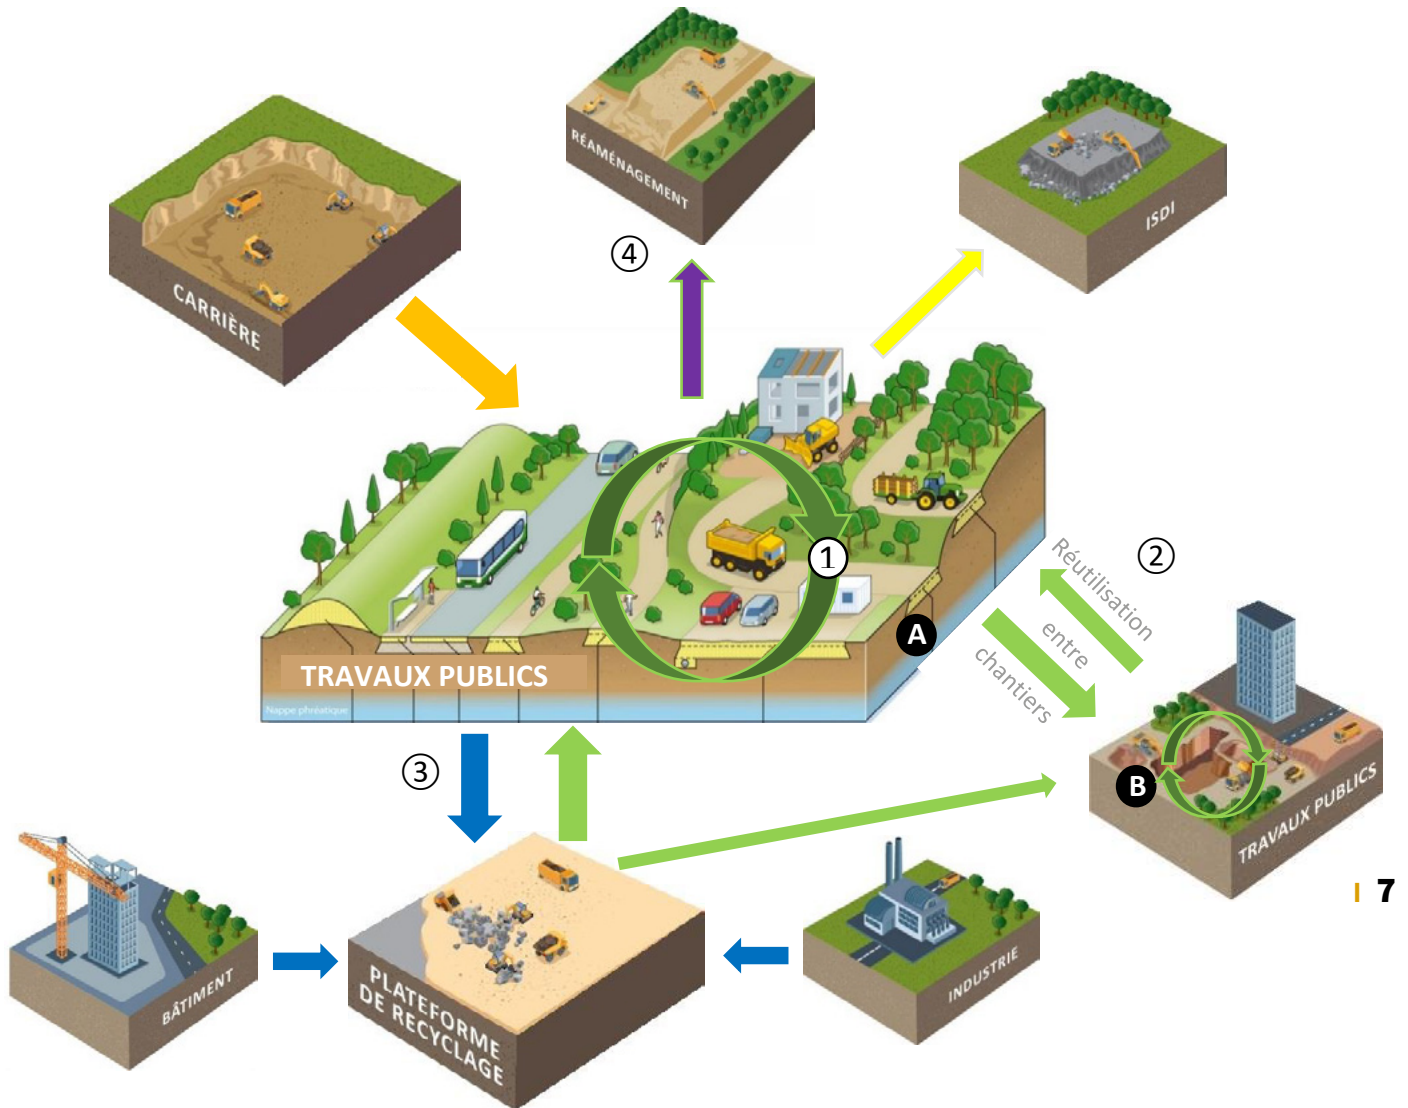 RÉAMÉNAGEMENT
ISDI
CARRIÈRE
④
①
②
Réutilisation
entre
chantiers
A
TRAVAUX PUBLICS
Nappe phréatique
③
B
TRAVAUX PUBLICS
7
BÂTIMENT
PLATEFORME
DE RECYCLAGE
INDUSTRIE